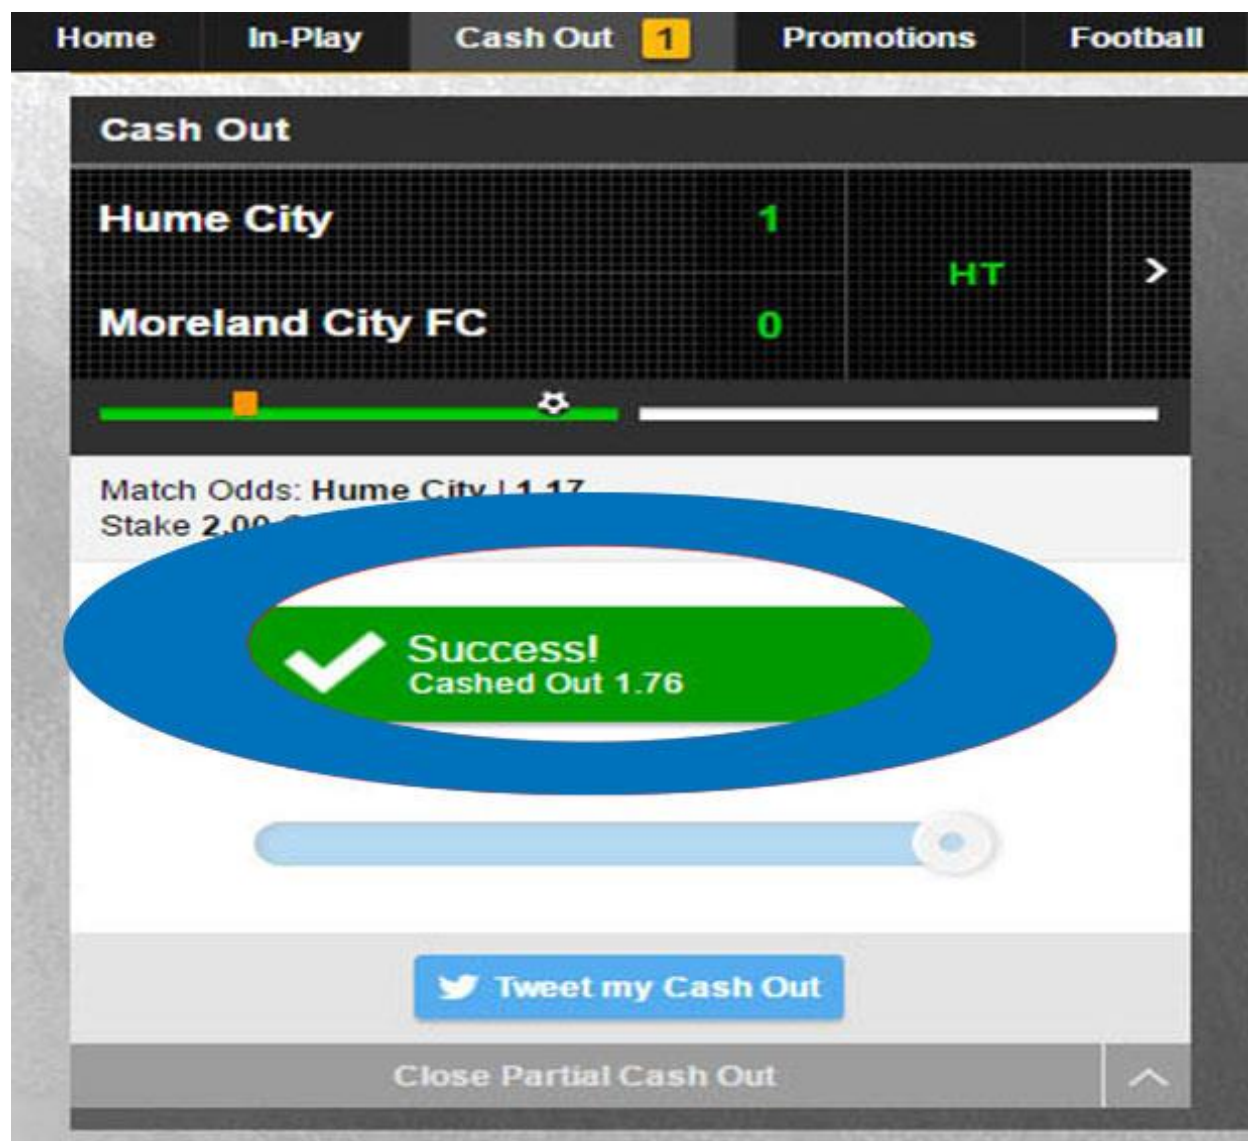 Home In-Play Cash Out 1 Promotions Football
Cash Out
Hume City 1
HT >
Moreland City FC 0
Match Odds: Hume City | 1.17
Stake 2.00
Success!
Cashed Out 1.76
Tweet my Cash Out
Close Partial Cash Out